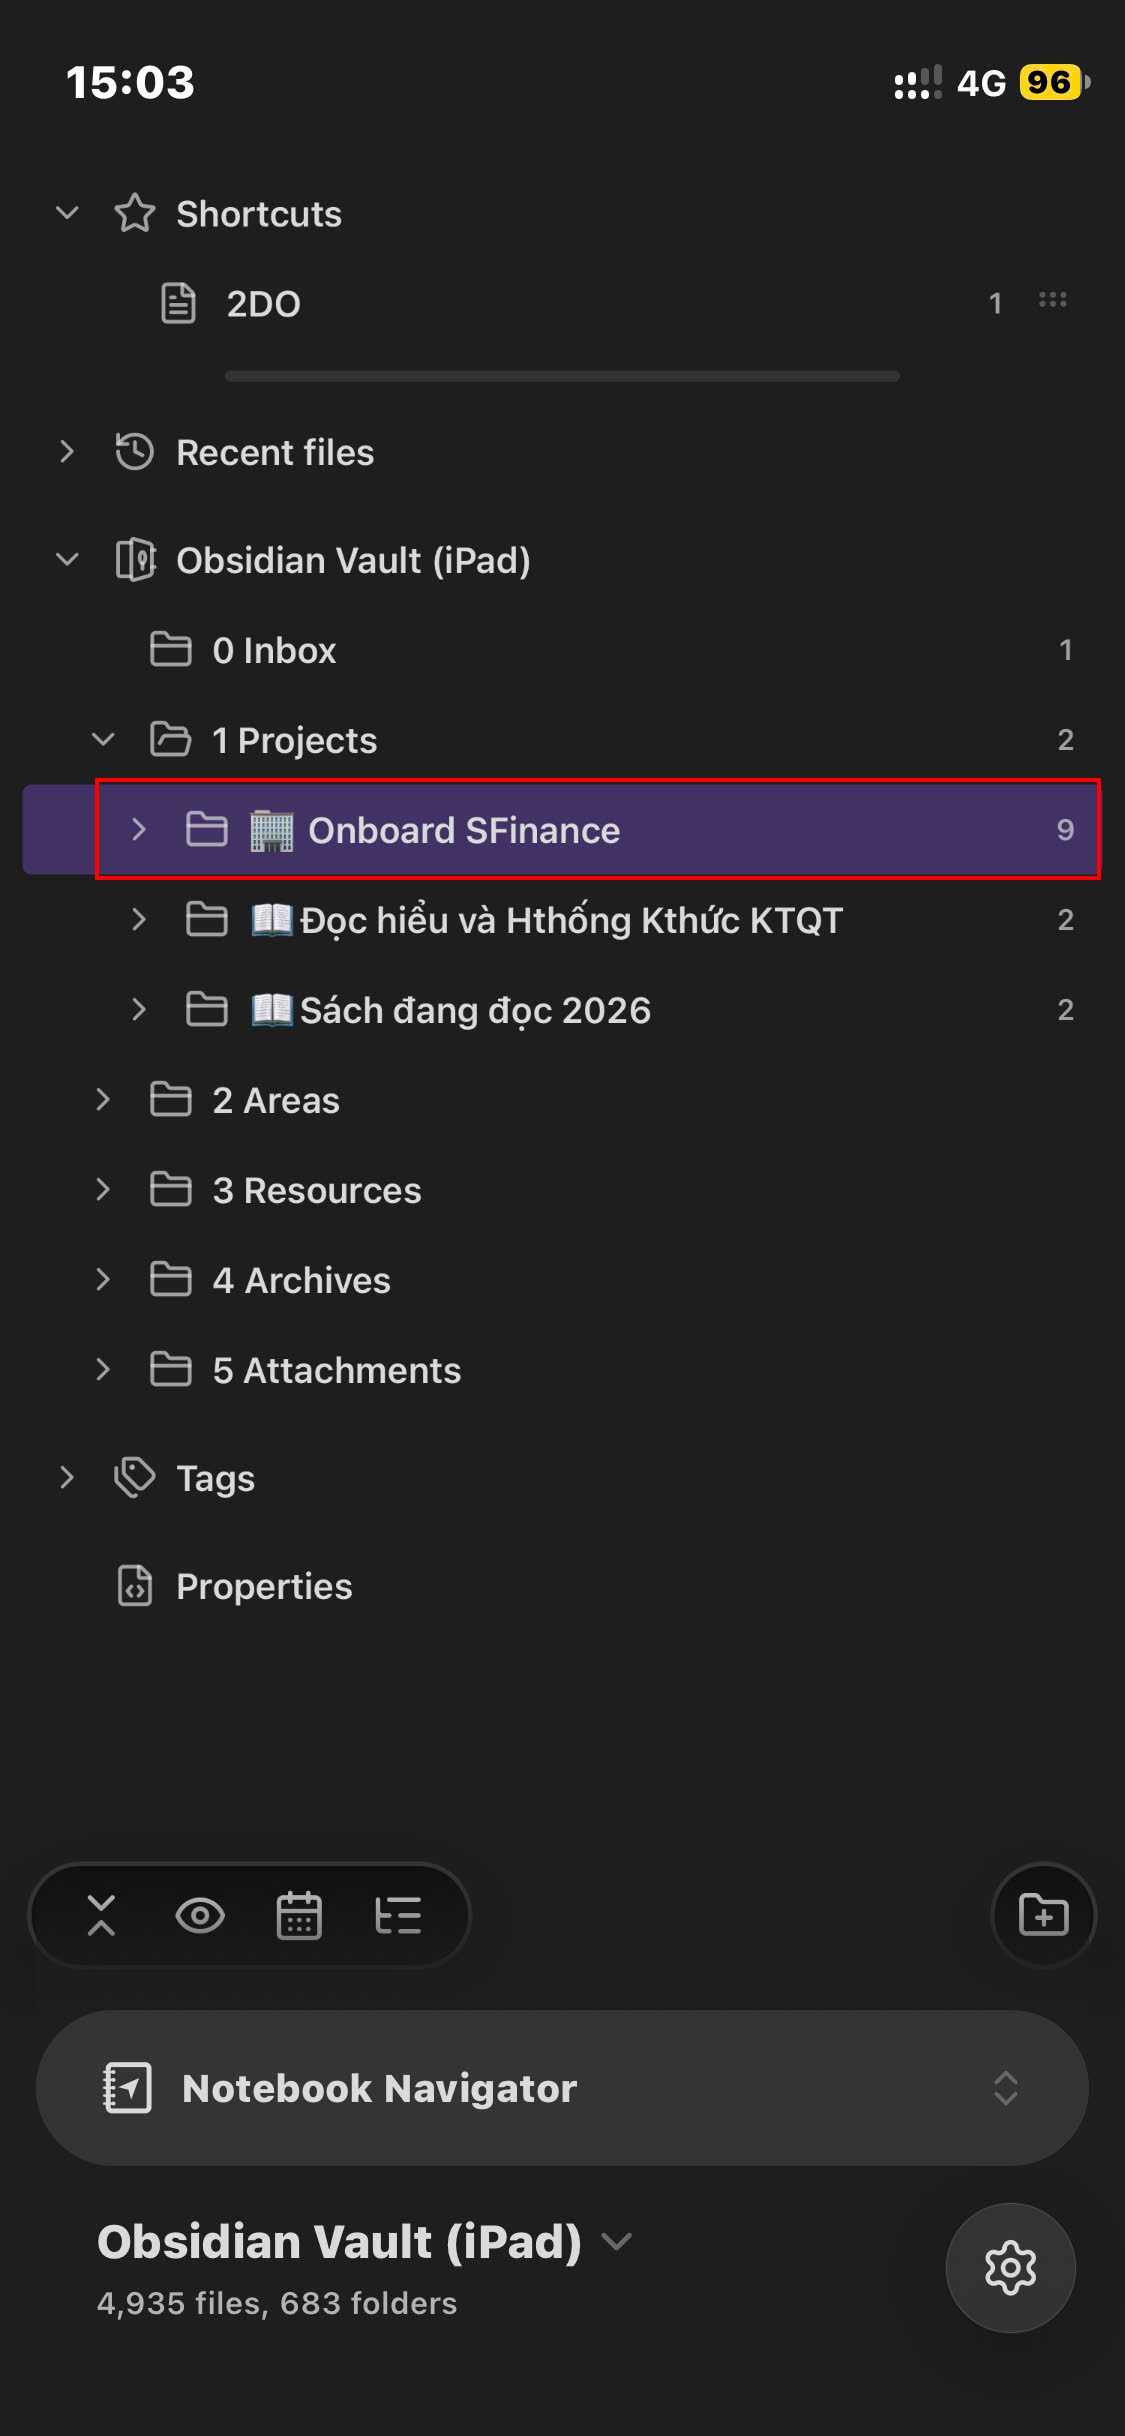 15:03
4G 96
Shortcuts
2DO 1
Recent files
Obsidian Vault (iPad)
0 Inbox 1
1 Projects 2
🏢 Onboard SFinance 9
📖Đọc hiểu và Hthống Kthức KTQT 2
📖Sách đang đọc 2026 2
2 Areas
3 Resources
4 Archives
5 Attachments
Tags
Properties
Notebook Navigator
Obsidian Vault (iPad)
4,935 files, 683 folders